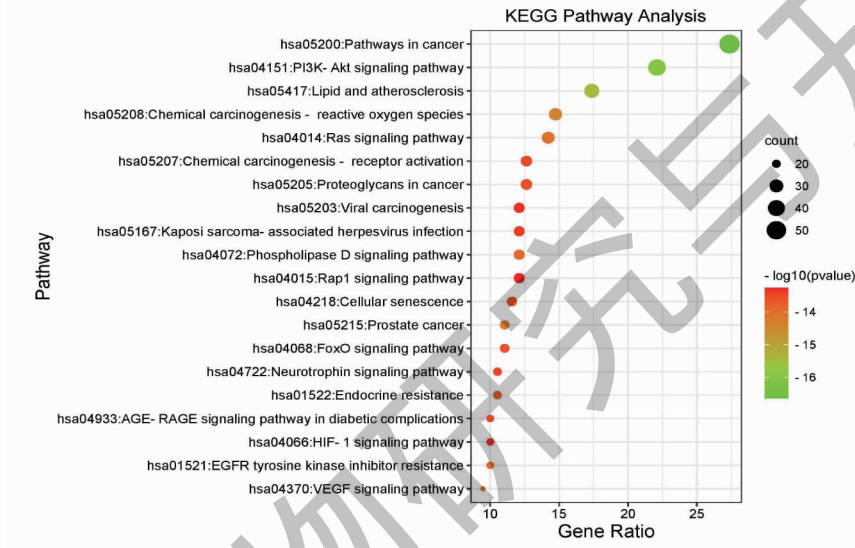 KEGG Pathway Analysis
hsa05200:Pathways in cancer
hsa04151:PI3K- Akt signaling pathway
hsa05417:Lipid and atherosclerosis
hsa05208:Chemical carcinogenesis - reactive oxygen species
hsa04014:Ras signaling pathway
hsa05207:Chemical carcinogenesis - receptor activation
hsa05205:Proteoglycans in cancer
hsa05203:Viral carcinogenesis
hsa05167:Kaposi sarcoma- associated herpesvirus infection
hsa04072:Phospholipase D signaling pathway
hsa04015:Rap1 signaling pathway
hsa04218:Cellular senescence
hsa05215:Prostate cancer
hsa04068:FoxO signaling pathway
hsa04722:Neurotrophin signaling pathway
hsa01522:Endocrine resistance
hsa04933:AGE- RAGE signaling pathway in diabetic complications
hsa04066:HIF- 1 signaling pathway
hsa01521:EGFR tyrosine kinase inhibitor resistance
hsa04370:VEGF signaling pathway
Pathway
10 15 20 25
Gene Ratio
count
20
30
40
50
- log10(pvalue)
- 14
- 15
- 16
物研究与